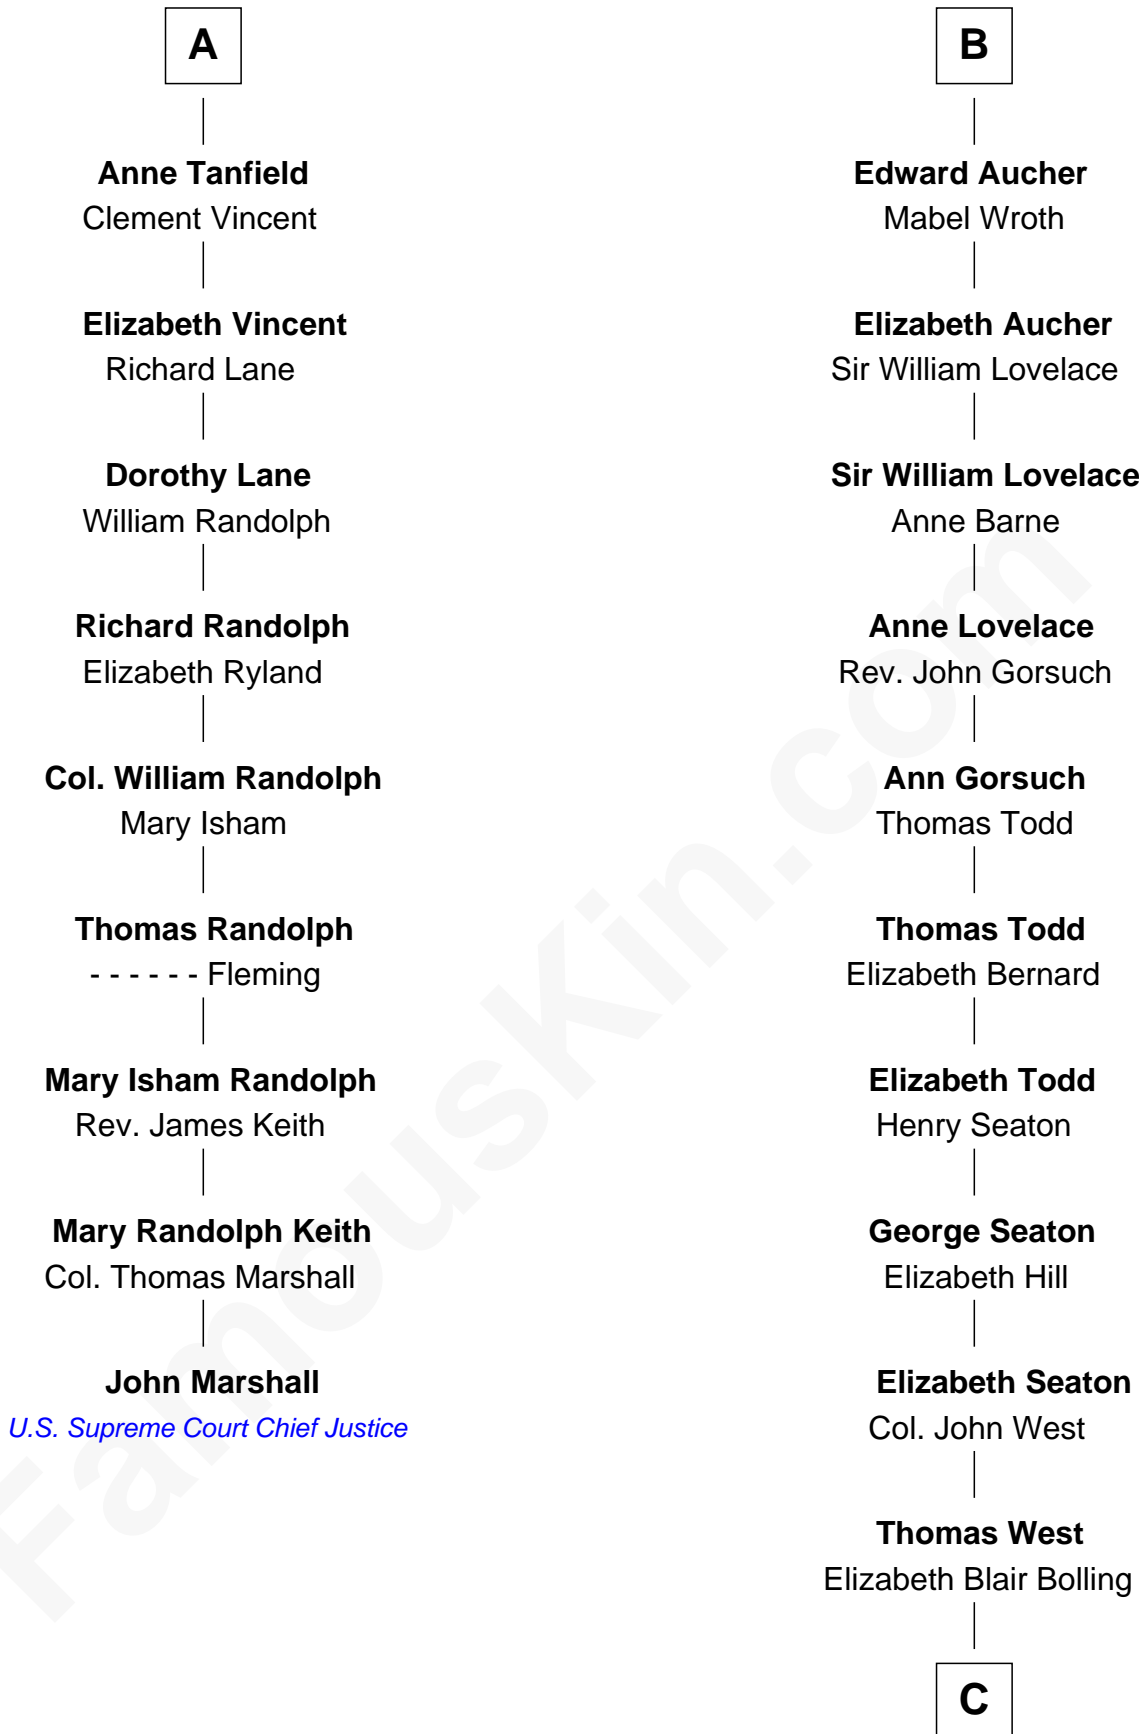 A
Anne Tanfield
Clement Vincent
Elizabeth Vincent
Richard Lane
Dorothy Lane
William Randolph
Richard Randolph
Elizabeth Ryland
Col. William Randolph
Mary Isham
Thomas Randolph
- - - - - - Fleming
Mary Isham Randolph
Rev. James Keith
Mary Randolph Keith
Col. Thomas Marshall
John Marshall
U.S. Supreme Court Chief Justice
B
Edward Aucher
Mabel Wroth
Elizabeth Aucher
Sir William Lovelace
Sir William Lovelace
Anne Barne
Anne Lovelace
Rev. John Gorsuch
Ann Gorsuch
Thomas Todd
Thomas Todd
Elizabeth Bernard
Elizabeth Todd
Henry Seaton
George Seaton
Elizabeth Hill
Elizabeth Seaton
Col. John West
Thomas West
Elizabeth Blair Bolling
C
FamousKin.com